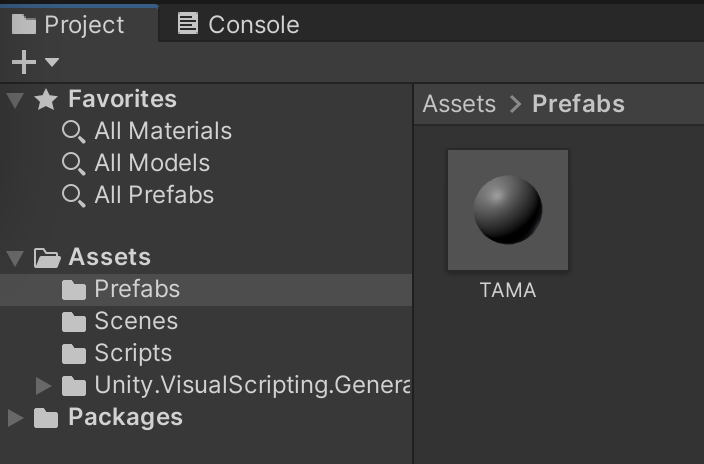 Project
Console
Favorites
All Materials
All Models
All Prefabs
Assets
Prefabs
Scenes
Scripts
Unity.VisualScripting.Genera
Packages
Assets > Prefabs
TAMA